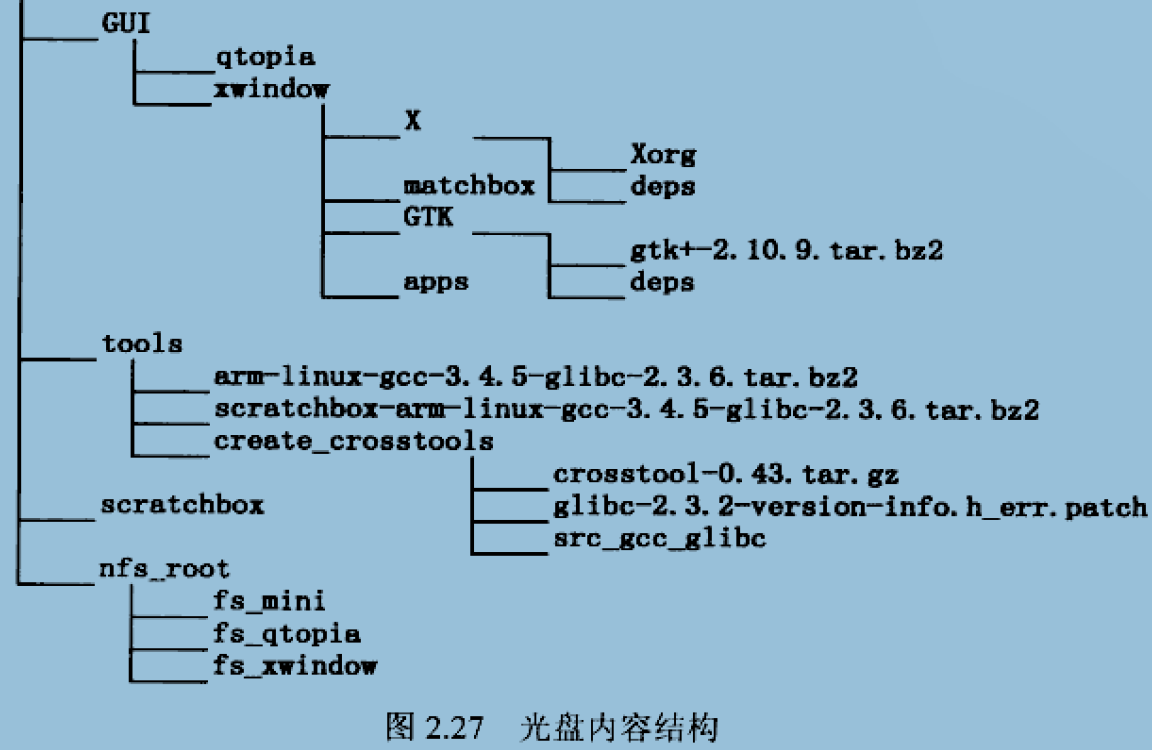 GUI
qtopia
xwindow
X
Xorg
matchbox
deps
GTK
gtk+-2.10.9.tar.bz2
apps
deps
tools
arm-linux-gcc-3.4.5-glibc-2.3.6.tar.bz2
scratchbox-arm-linux-gcc-3.4.5-glibc-2.3.6.tar.bz2
create_crosstools
crosstool-0.43.tar.gz
scratchbox
glibc-2.3.2-version-info.h_err.patch
src_gcc_glibc
nfs_root
fs_mini
fs_qtopia
fs_xwindow
图 2.27 光盘内容结构